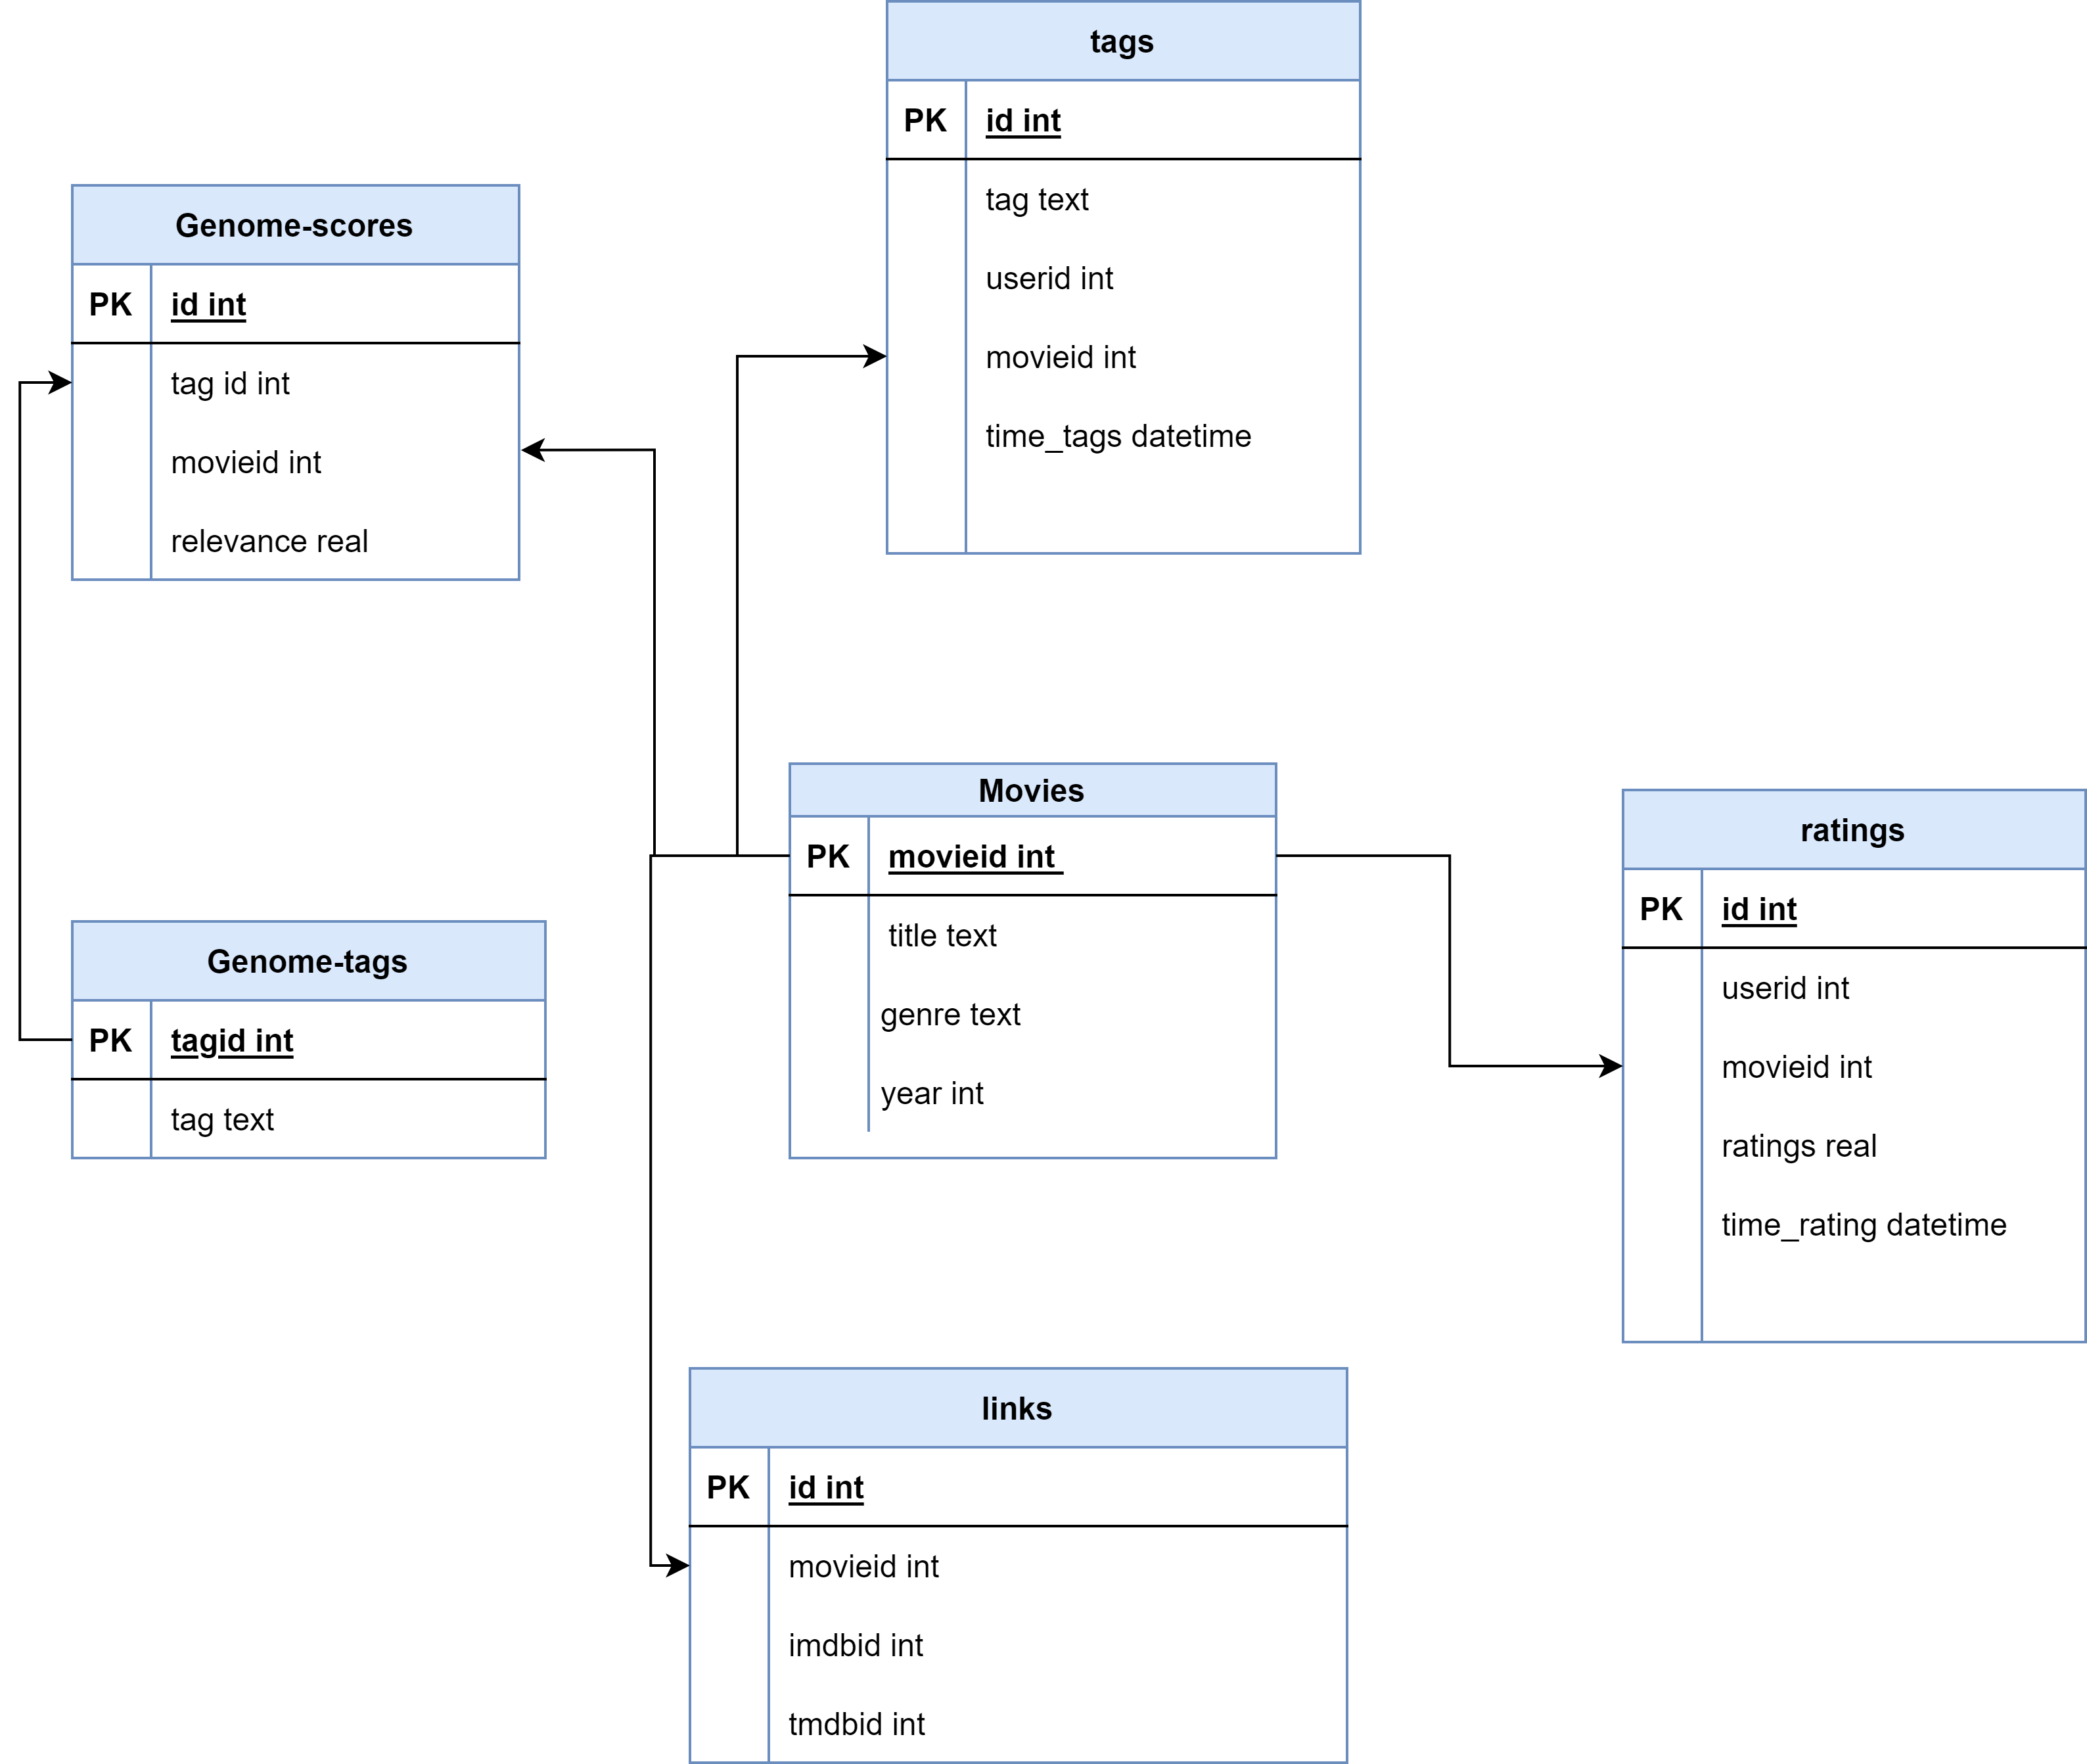 tags
PK id int
tag text
userid int
movieid int
time_tags datetime
Genome-scores
PK id int
tag id int
movieid int
relevance real
Movies
PK movieid int
title text
genre text
year int
ratings
PK id int
userid int
movieid int
ratings real
time_rating datetime
Genome-tags
PK tagid int
tag text
links
PK id int
movieid int
imdbid int
tmdbid int